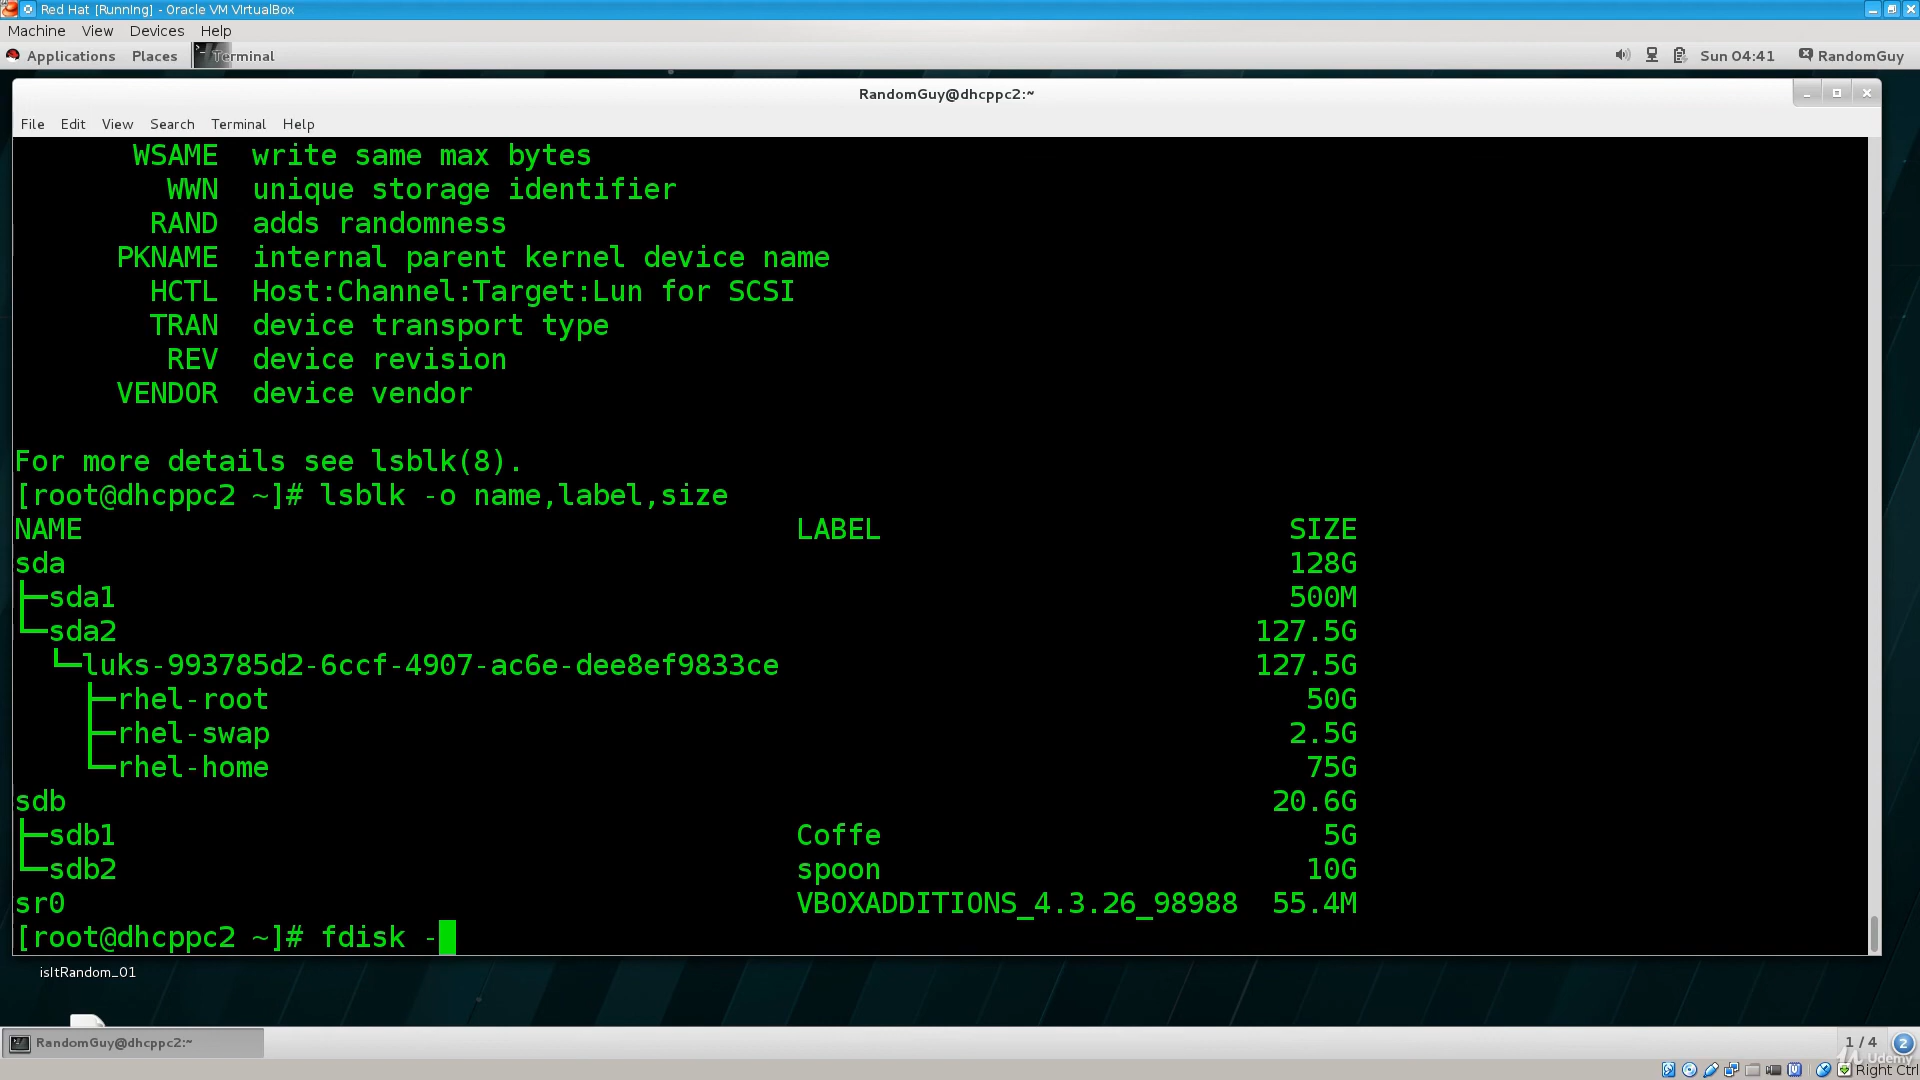 Red Hat [Running] - Oracle VM VirtualBox
Machine View Devices Help
Applications Places Terminal Sun 04:41 RandomGuy
RandomGuy@dhcppc2:~
File Edit View Search Terminal Help
WSAME write same max bytes
WWN unique storage identifier
RAND adds randomness
PKNAME internal parent kernel device name
HCTL Host:Channel:Target:Lun for SCSI
TRAN device transport type
REV device revision
VENDOR device vendor
For more details see lsblk(8).
[root@dhcppc2 ~]# lsblk -o name,label,size
NAME LABEL SIZE
sda 128G
├─sda1 500M
└─sda2 127.5G
└─luks-993785d2-6ccf-4907-ac6e-dee8ef9833ce 127.5G
├─rhel-root 50G
├─rhel-swap 2.5G
└─rhel-home 75G
sdb 20.6G
├─sdb1 Coffe 5G
└─sdb2 spoon 10G
sr0 VBOXADDITIONS_4.3.26_98988 55.4M
[root@dhcppc2 ~]# fdisk -
isItRandom_01
RandomGuy@dhcppc2:~ 1 / 4 2
Udemy
Right Ctrl